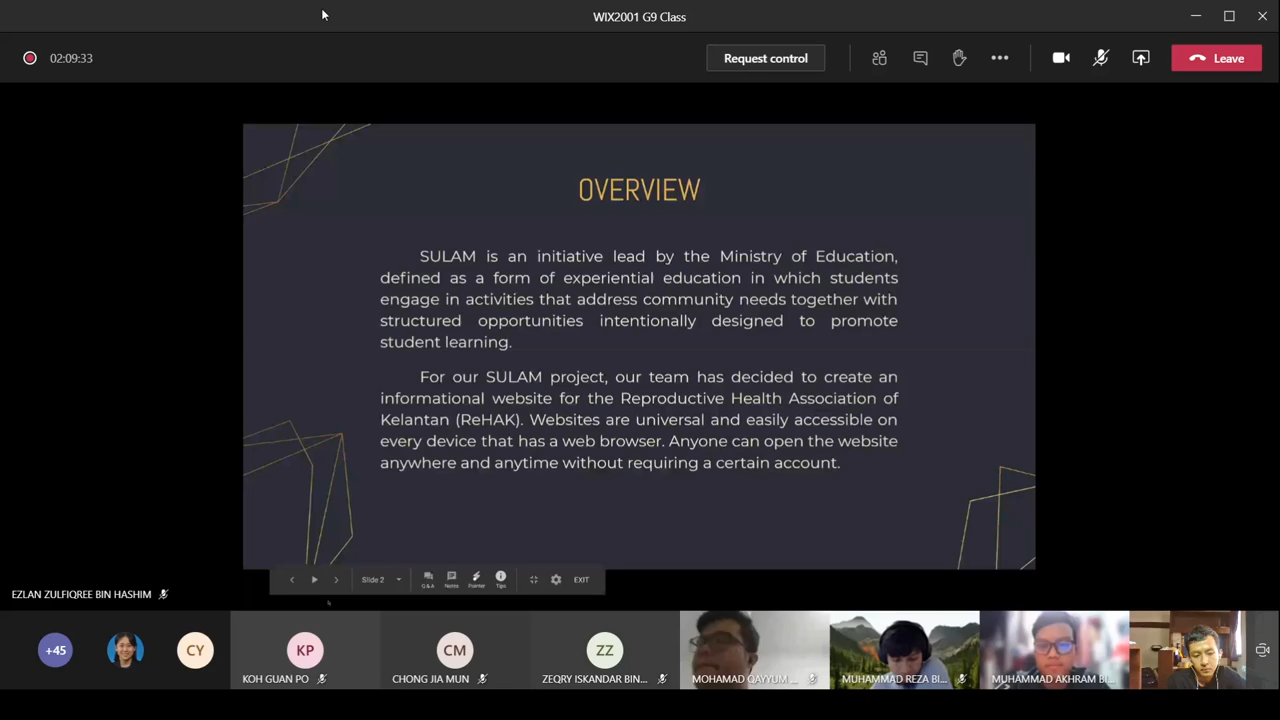 WIX2001 G9 Class
02:09:33
Request control
Leave
OVERVIEW
SULAM is an initiative lead by the Ministry of Education,
defined as a form of experiential education in which students
engage in activities that address community needs together with
structured opportunities intentionally designed to promote
student learning.
For our SULAM project, our team has decided to create an
informational website for the Reproductive Health Association of
Kelantan (ReHAK). Websites are universal and easily accessible on
every device that has a web browser. Anyone can open the website
anywhere and anytime without requiring a certain account.
Slide 2
Q&A
Notes
Pointer
Tips
EXIT
EZLAN ZULFIQREE BIN HASHIM
+45
CY
KP
CM
ZZ
KOH GUAN PO
CHONG JIA MUN
ZEQRY ISKANDAR BIN...
MOHAMAD QAYYUM ...
MUHAMMAD REZA BI...
MUHAMMAD AKHRAM BI...